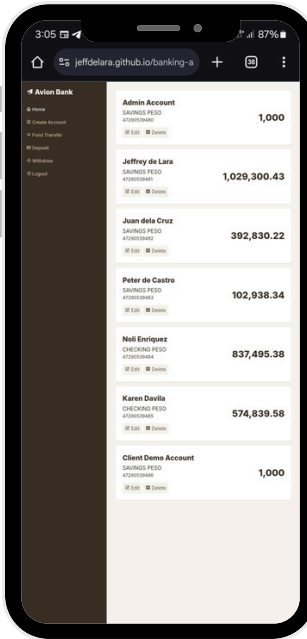 3:05
87%
jeffdelara.github.io/banking-a
38
Avion Bank
Home
Create Account
Fund Transfer
Deposit
Withdraw
Logout
Admin Account
SAVINGS PESO
47290539480
1,000
Edit Delete
Jeffrey de Lara
SAVINGS PESO
47290539481
1,029,300.43
Edit Delete
Juan dela Cruz
SAVINGS PESO
47290539482
392,830.22
Edit Delete
Peter de Castro
SAVINGS PESO
47290539483
102,938.34
Edit Delete
Noli Enriquez
CHECKING PESO
47290539484
837,495.38
Edit Delete
Karen Davila
CHECKING PESO
47290539485
574,839.58
Edit Delete
Client Demo Account
SAVINGS PESO
47290539486
1,000
Edit Delete